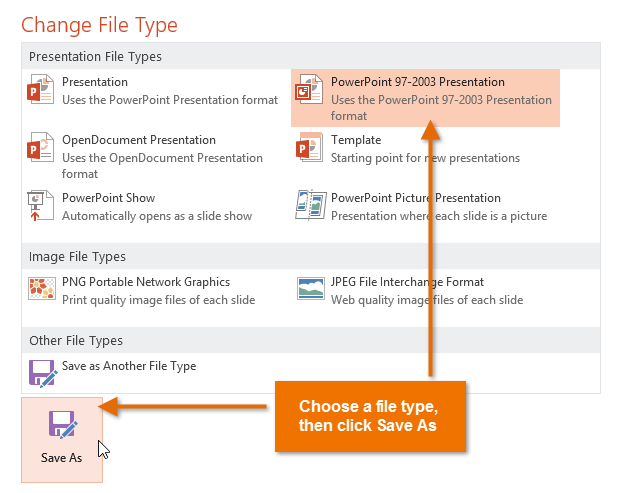 Change File Type
Presentation File Types
Presentation
Uses the PowerPoint Presentation format
PowerPoint 97-2003 Presentation
Uses the PowerPoint 97-2003 Presentation
format
OpenDocument Presentation
Uses the OpenDocument Presentation
format
Template
Starting point for new presentations
PowerPoint Show
Automatically opens as a slide show
PowerPoint Picture Presentation
Presentation where each slide is a picture
Image File Types
PNG Portable Network Graphics
Print quality image files of each slide
JPEG File Interchange Format
Web quality image files of each slide
Other File Types
Save as Another File Type
Choose a file type,
then click Save As
Save As